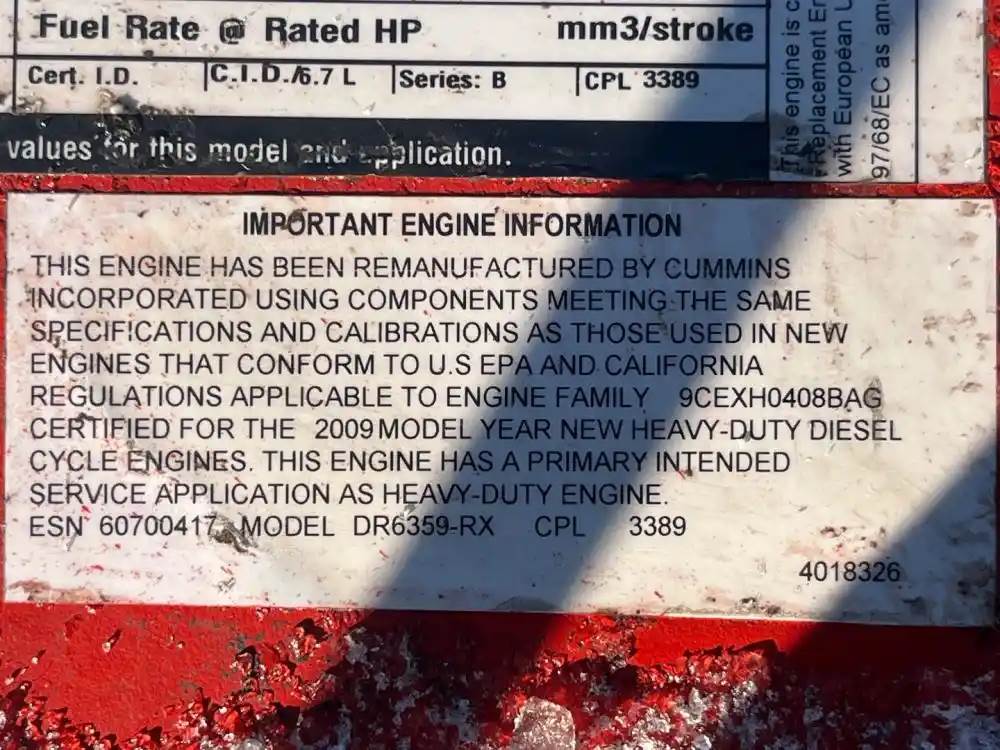 Fuel Rate @ Rated HP mm3/stroke
Cert. I.D. C.I.D./6.7 L Series: B CPL 3389
values for this model and application.
This engine is c
Replacement En
with European U
97/68/EC as ame
IMPORTANT ENGINE INFORMATION
THIS ENGINE HAS BEEN REMANUFACTURED BY CUMMINS
INCORPORATED USING COMPONENTS MEETING THE SAME
SPECIFICATIONS AND CALIBRATIONS AS THOSE USED IN NEW
ENGINES THAT CONFORM TO U.S EPA AND CALIFORNIA
REGULATIONS APPLICABLE TO ENGINE FAMILY 9CEXH0408BAG
CERTIFIED FOR THE 2009 MODEL YEAR NEW HEAVY-DUTY DIESEL
CYCLE ENGINES. THIS ENGINE HAS A PRIMARY INTENDED
SERVICE APPLICATION AS HEAVY-DUTY ENGINE.
ESN 60700417 MODEL DR6359-RX CPL 3389
4018326